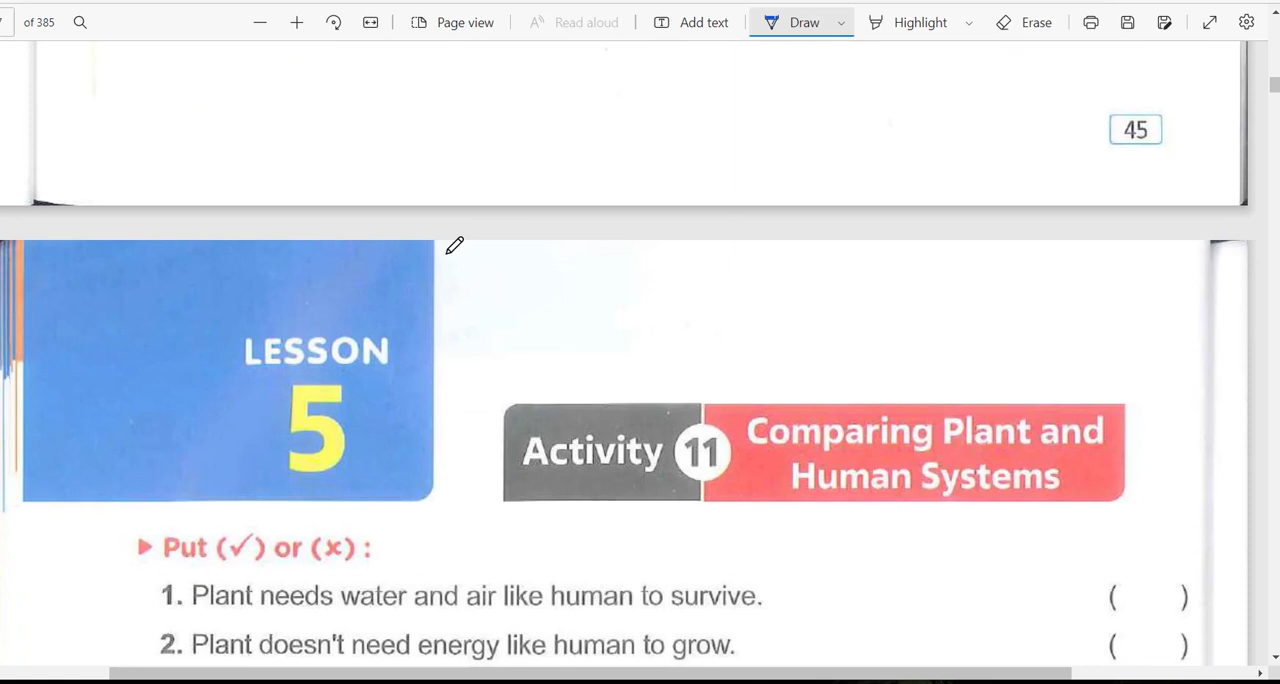 of 385
Page view
Read aloud
Add text
Draw
Highlight
Erase
45
LESSON
5
Activity 11
Comparing Plant and
Human Systems
Put (✓) or (x) :
1. Plant needs water and air like human to survive. ( )
2. Plant doesn't need energy like human to grow. ( )